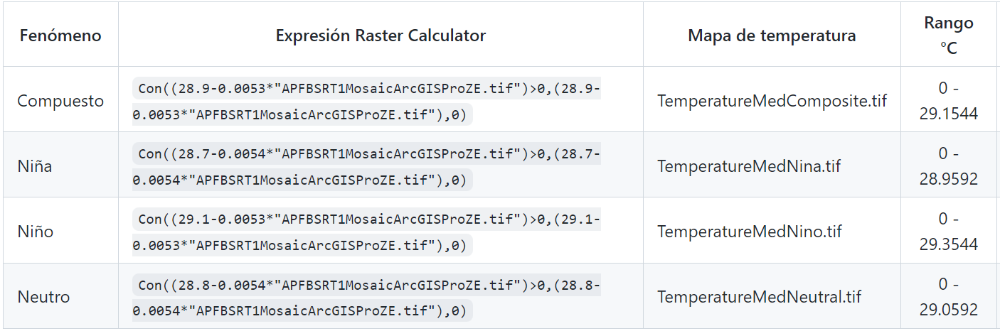 Fenómeno
Expresión Raster Calculator
Mapa de temperatura
Rango
°C
Compuesto
Con((28.9-0.0053*"APFBSRT1MosaicArcGISProZE.tif")>0,(28.9-
0.0053*"APFBSRT1MosaicArcGISProZE.tif"),0)
TemperatureMedComposite.tif
0 -
29.1544
Niña
Con((28.7-0.0054*"APFBSRT1MosaicArcGISProZE.tif")>0,(28.7-
0.0054*"APFBSRT1MosaicArcGISProZE.tif"),0)
TemperatureMedNina.tif
0 -
28.9592
Niño
Con((29.1-0.0053*"APFBSRT1MosaicArcGISProZE.tif")>0,(29.1-
0.0053*"APFBSRT1MosaicArcGISProZE.tif"),0)
TemperatureMedNino.tif
0 -
29.3544
Neutro
Con((28.8-0.0054*"APFBSRT1MosaicArcGISProZE.tif")>0,(28.8-
0.0054*"APFBSRT1MosaicArcGISProZE.tif"),0)
TemperatureMedNeutral.tif
0 -
29.0592